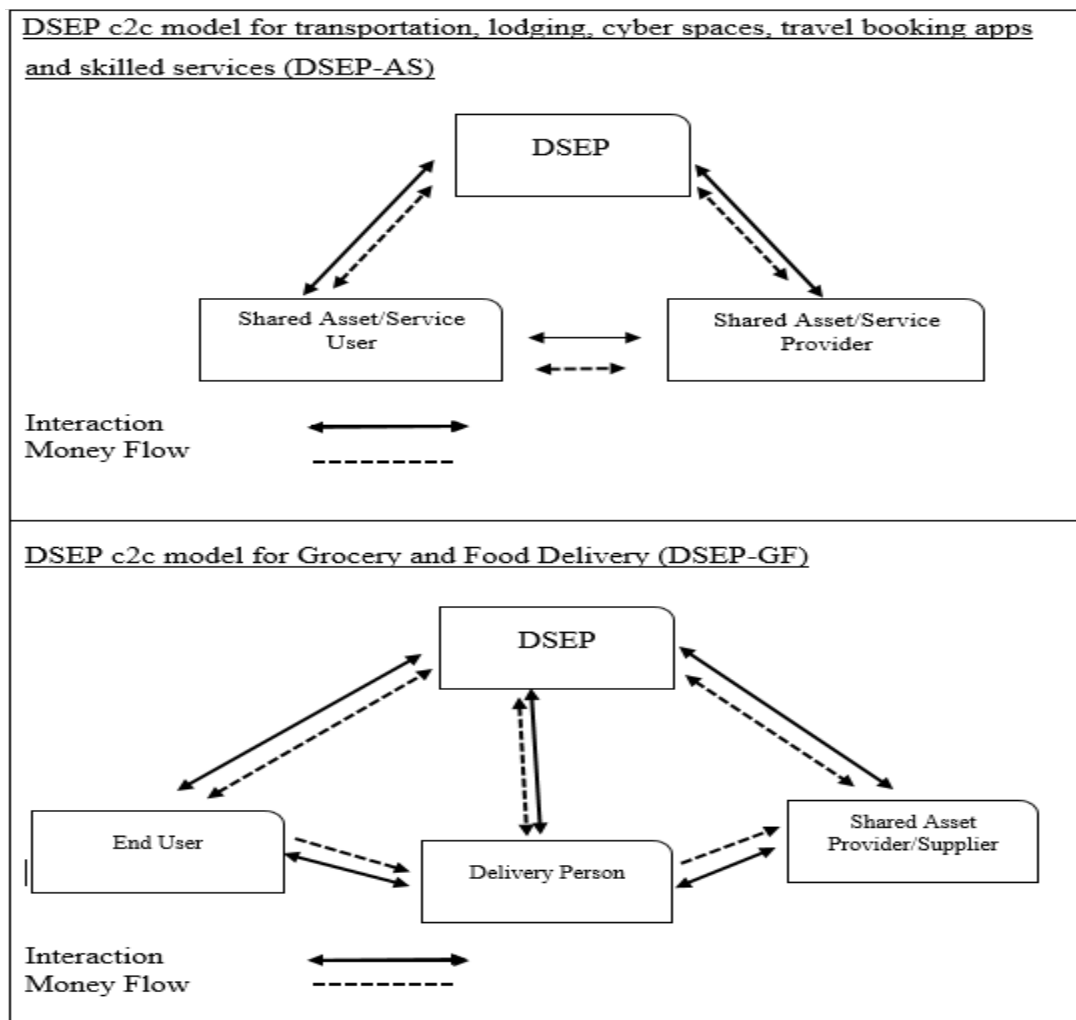 DSEP c2c model for transportation, lodging, cyber spaces, travel booking apps
and skilled services (DSEP-AS)
DSEP
Shared Asset/Service
User
Shared Asset/Service
Provider
Interaction
Money Flow
DSEP c2c model for Grocery and Food Delivery (DSEP-GF)
DSEP
End User
Delivery Person
Shared Asset
Provider/Supplier
Interaction
Money Flow